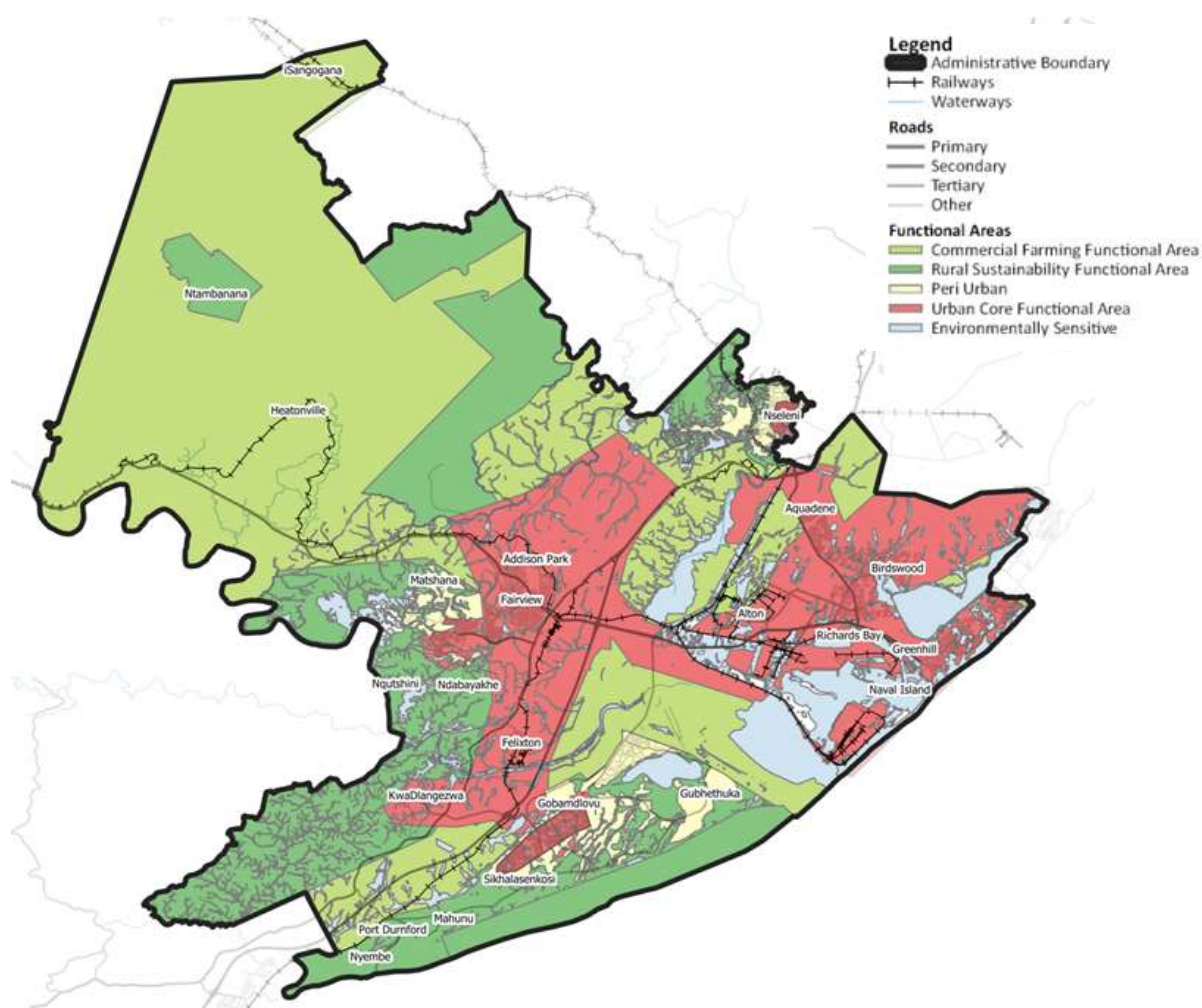 Legend
Administrative Boundary
Railways
Waterways
Roads
Primary
Secondary
Tertiary
Other
Functional Areas
Commercial Farming Functional Area
Rural Sustainability Functional Area
Peri Urban
Urban Core Functional Area
Environmentally Sensitive
iSangogana
Ntambanana
Heatonville
Nseleni
Aquadene
Addison Park
Birdswood
Matshana
Fairview
Alton
Richards Bay
Greenhill
Nqutshini
Ndabayakhe
Naval Island
Felixton
KwaDlangezwa
Gobamdlovu
Gubhethuka
Sikhalasenkosi
Mahunu
Port Durnford
Nyembe